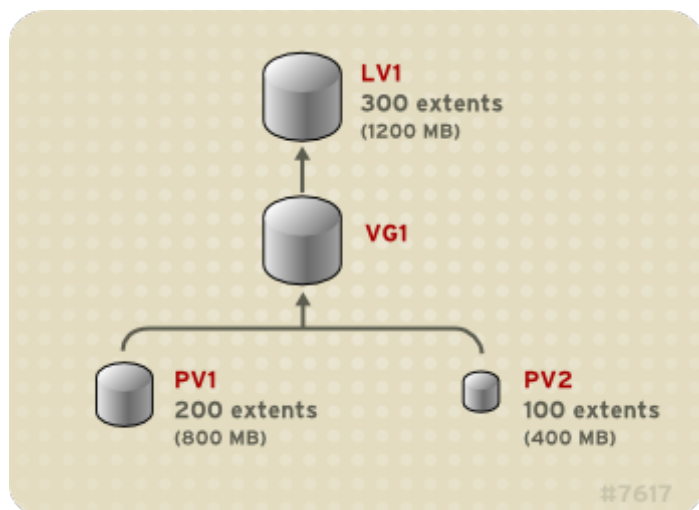 LV1
300 extents
(1200 MB)
VG1
PV1
200 extents
(800 MB)
PV2
100 extents
(400 MB)
#7617